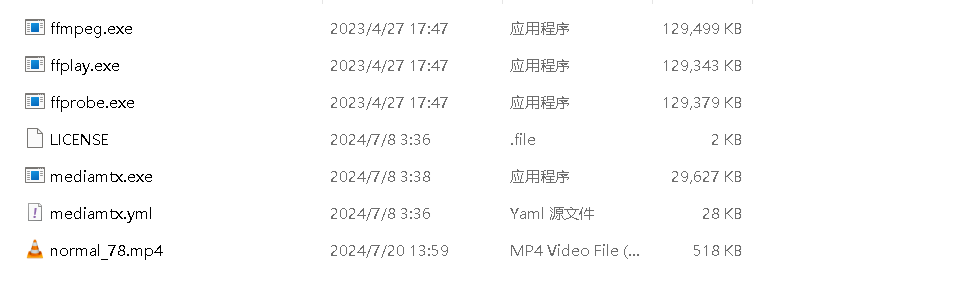 ffmpeg.exe 2023/4/27 17:47 应用程序 129,499 KB
ffplay.exe 2023/4/27 17:47 应用程序 129,343 KB
ffprobe.exe 2023/4/27 17:47 应用程序 129,379 KB
LICENSE 2024/7/8 3:36 .file 2 KB
mediamtx.exe 2024/7/8 3:38 应用程序 29,627 KB
mediamtx.yml 2024/7/8 3:36 Yaml 源文件 28 KB
normal_78.mp4 2024/7/20 13:59 MP4 Video File (... 518 KB